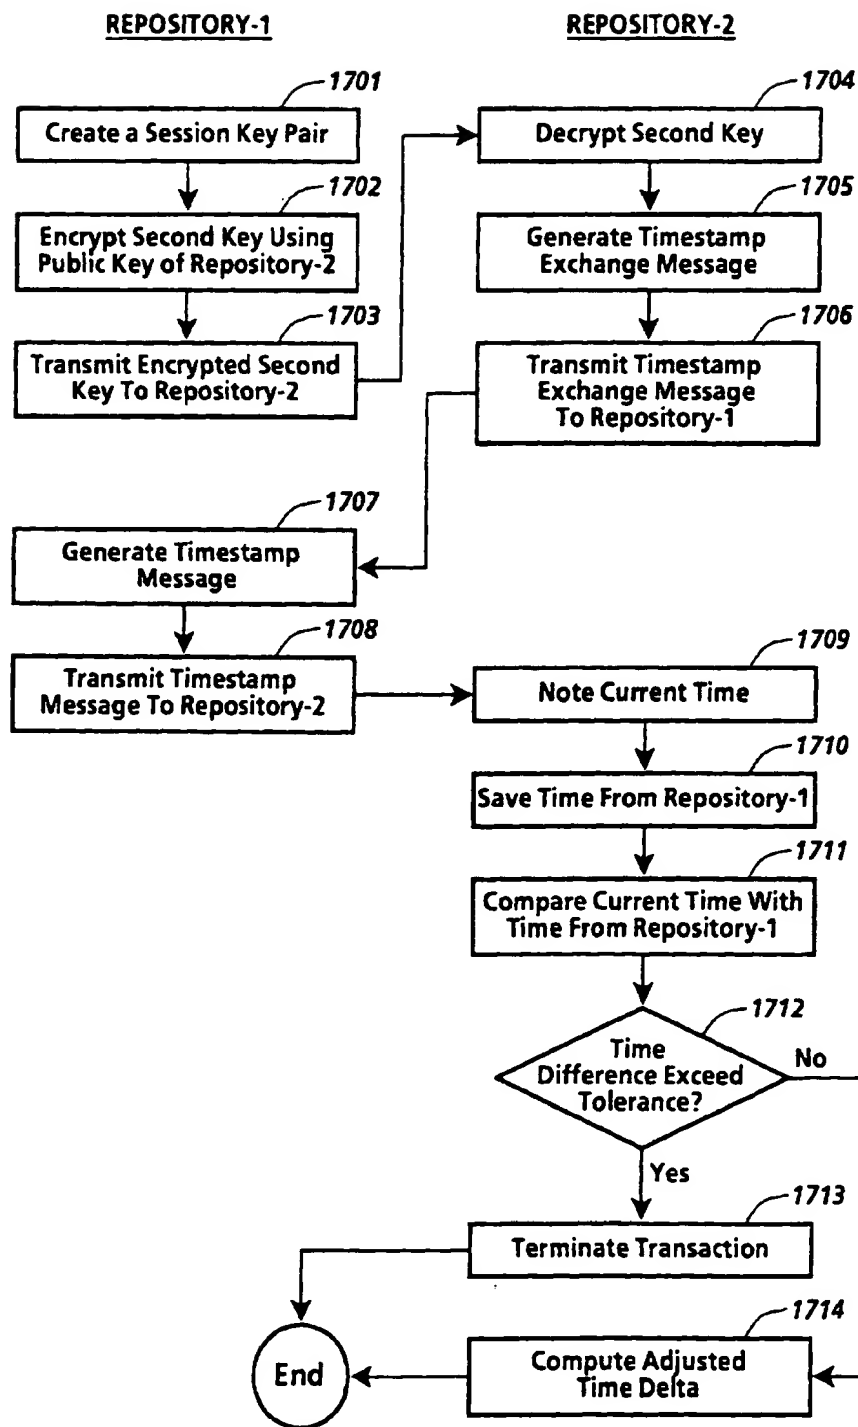 REPOSITORY-1
REPOSITORY-2
1701
Create a Session Key Pair
1702
Encrypt Second Key Using
Public Key of Repository-2
1703
Transmit Encrypted Second
Key To Repository-2
1704
Decrypt Second Key
1705
Generate Timestamp
Exchange Message
1706
Transmit Timestamp
Exchange Message
To Repository-1
1707
Generate Timestamp
Message
1708
Transmit Timestamp
Message To Repository-2
1709
Note Current Time
1710
Save Time From Repository-1
1711
Compare Current Time With
Time From Repository-1
1712
Time
Difference Exceed
Tolerance?
No
Yes
1713
Terminate Transaction
1714
Compute Adjusted
Time Delta
End